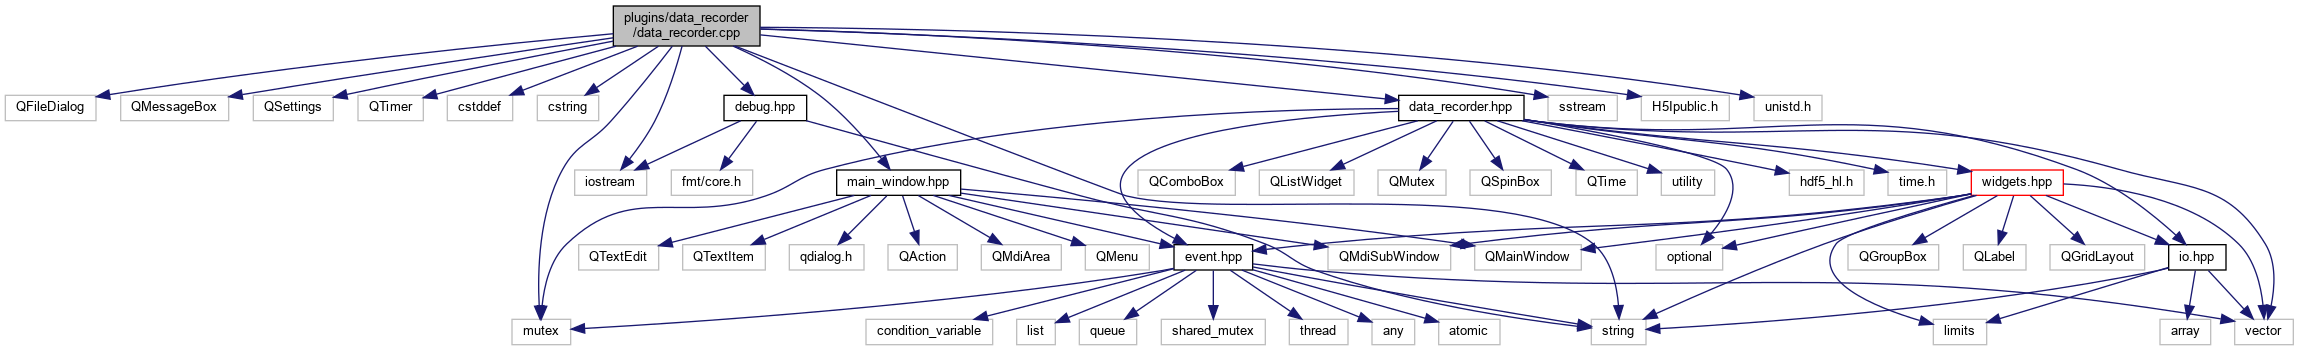 plugins/data_recorder
/data_recorder.cpp
QFileDialog
QMessageBox
QSettings
QTimer
cstddef
cstring
debug.hpp
data_recorder.hpp
sstream
H5Ipublic.h
unistd.h
iostream
fmt/core.h
main_window.hpp
QComboBox
QListWidget
QMutex
QSpinBox
QTime
utility
hdf5_hl.h
time.h
widgets.hpp
QTextEdit
QTextItem
qdialog.h
QAction
QMdiArea
QMenu
event.hpp
QMdiSubWindow
QMainWindow
optional
QGroupBox
QLabel
QGridLayout
io.hpp
mutex
condition_variable
list
queue
shared_mutex
thread
any
atomic
string
limits
array
vector